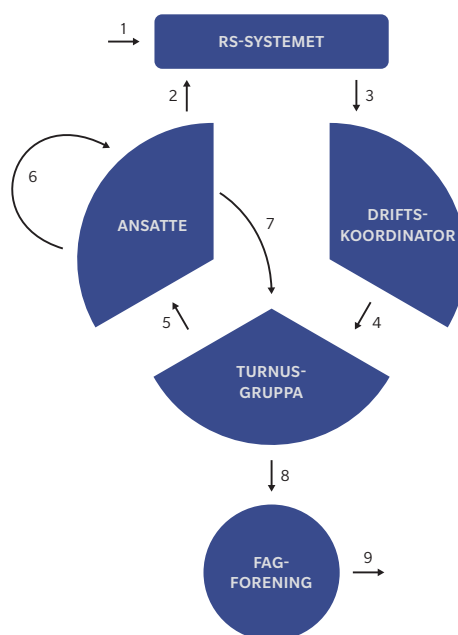 1
RS-SYSTEMET
2
3
6
ANSATTE
7
DRIFTS-
KOORDINATOR
5
4
TURNUS-
GRUPPA
8
FAG-
FORENING
9